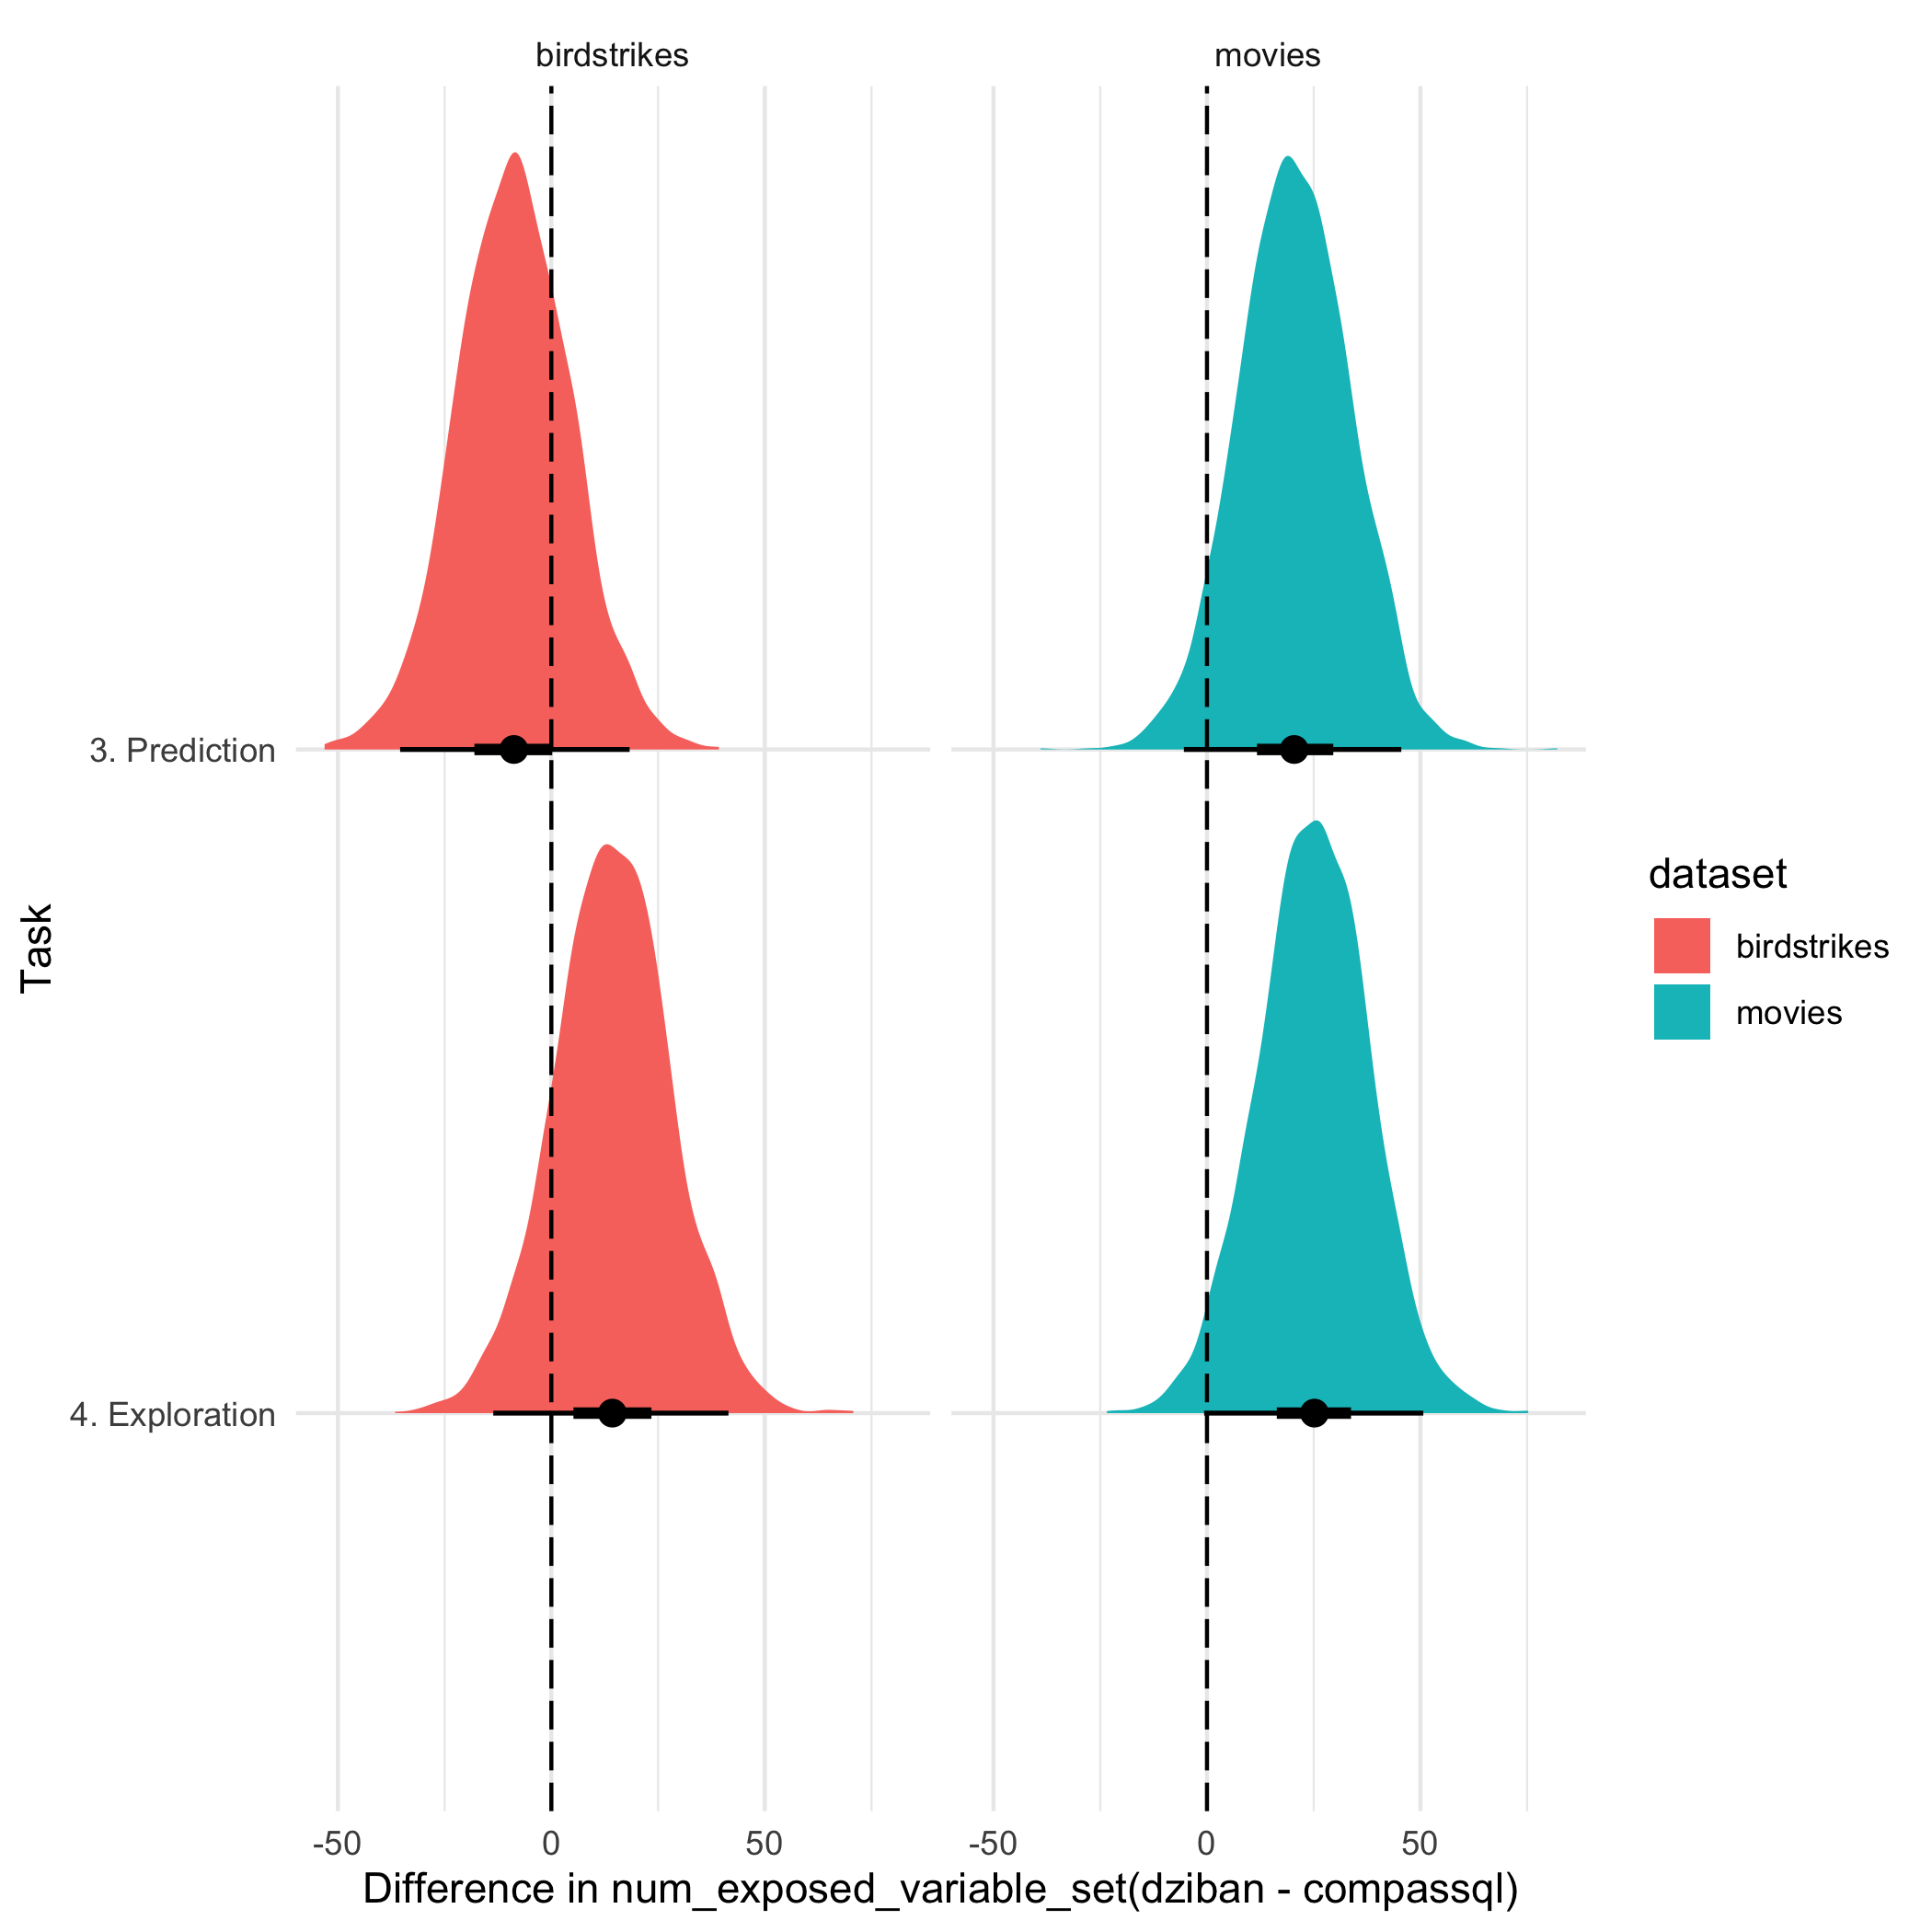 birdstrikes
movies
3. Prediction
4. Exploration
Task
-50
0
50
-50
0
50
Difference in num_exposed_variable_set(dziban - compassql)
dataset
birdstrikes
movies